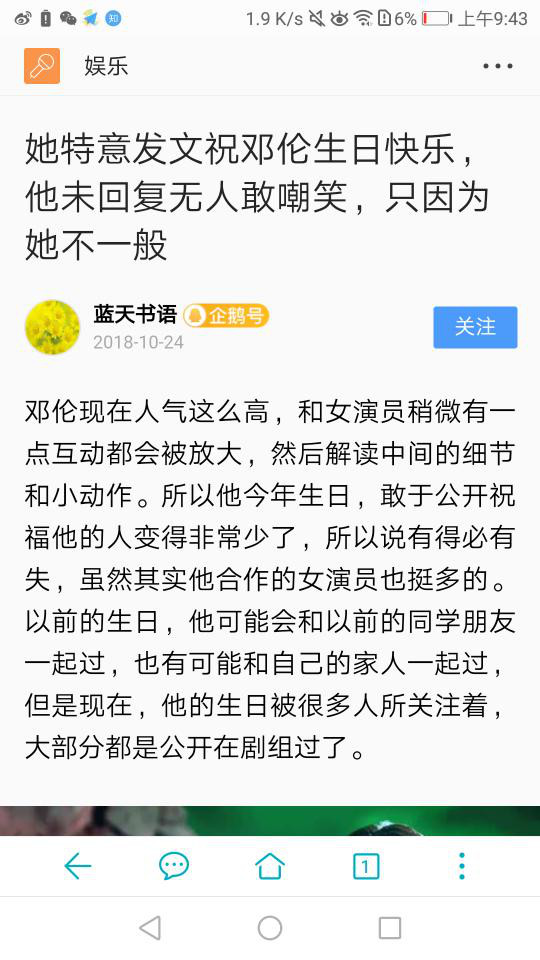 1.9 K/s 6% 上午9:43
知
娱乐
她特意发文祝邓伦生日快乐，
他未回复无人敢嘲笑，只因为
她不一般
蓝天书语 企鹅号
2018-10-24
关注
邓伦现在人气这么高，和女演员稍微有一
点互动都会被放大，然后解读中间的细节
和小动作。所以他今年生日，敢于公开祝
福他的人变得非常少了，所以说有得必有
失，虽然其实他合作的女演员也挺多的。
以前的生日，他可能会和以前的同学朋友
一起过，也有可能和自己的家人一起过，
但是现在，他的生日被很多人所关注着，
大部分都是公开在剧组过了。
1